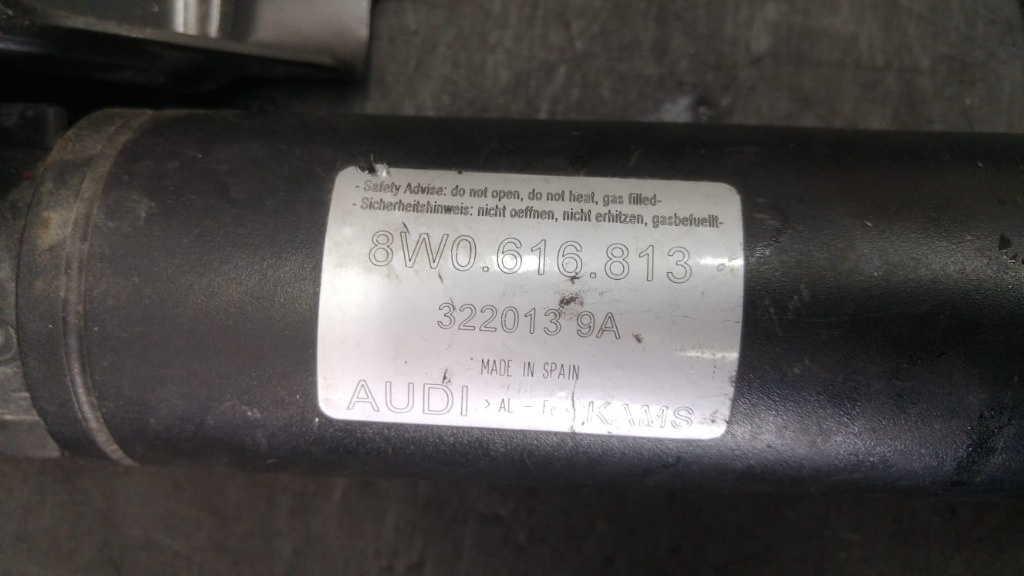 - Safety Advise: do not open, do not heat, gas filled-
- Sicherheitshinweis: nicht oeffnen, nicht erhitzen, gasbefuellt-
8W0.616.813
322013 9A
MADE IN SPAIN
AUDI > AL -